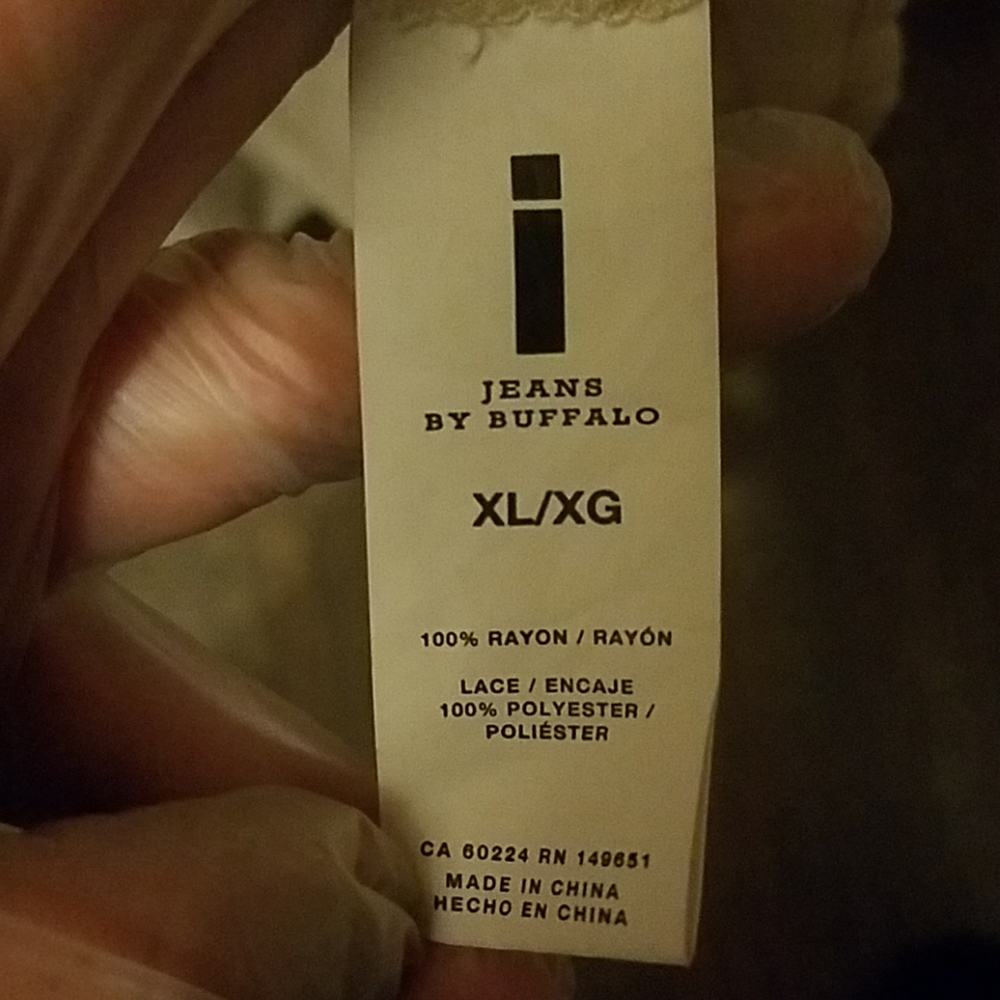 i
JEANS
BY BUFFALO
XL/XG
100% RAYON / RAYÓN
LACE / ENCAJE
100% POLYESTER /
POLIÉSTER
CA 60224 RN 149651
MADE IN CHINA
HECHO EN CHINA